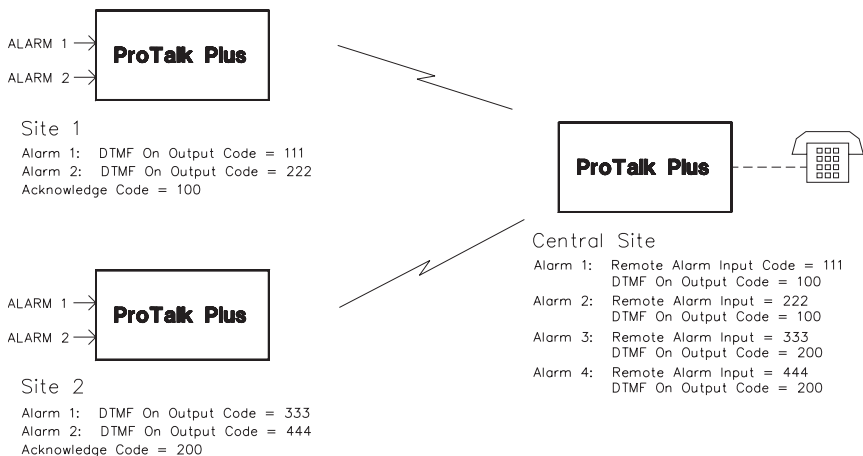 ALARM 1
ALARM 2
ProTalk Plus
Site 1
Alarm 1: DTMF On Output Code = 111
Alarm 2: DTMF On Output Code = 222
Acknowledge Code = 100
ALARM 1
ALARM 2
ProTalk Plus
Site 2
Alarm 1: DTMF On Output Code = 333
Alarm 2: DTMF On Output Code = 444
Acknowledge Code = 200
ProTalk Plus
Central Site
Alarm 1: Remote Alarm Input Code = 111
DTMF On Output Code = 100
Alarm 2: Remote Alarm Input = 222
DTMF On Output Code = 100
Alarm 3: Remote Alarm Input = 333
DTMF On Output Code = 200
Alarm 4: Remote Alarm Input = 444
DTMF On Output Code = 200